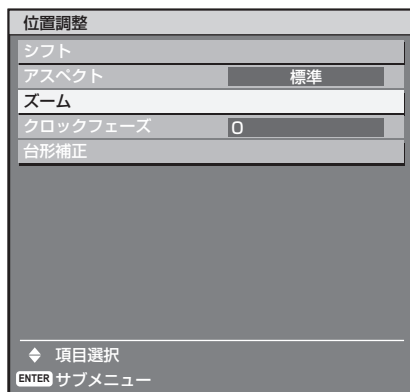 位置調整
シフト
アスペクト 標準
ズーム
クロックフェーズ 0
台形補正
項目選択
ENTER サブメニュー